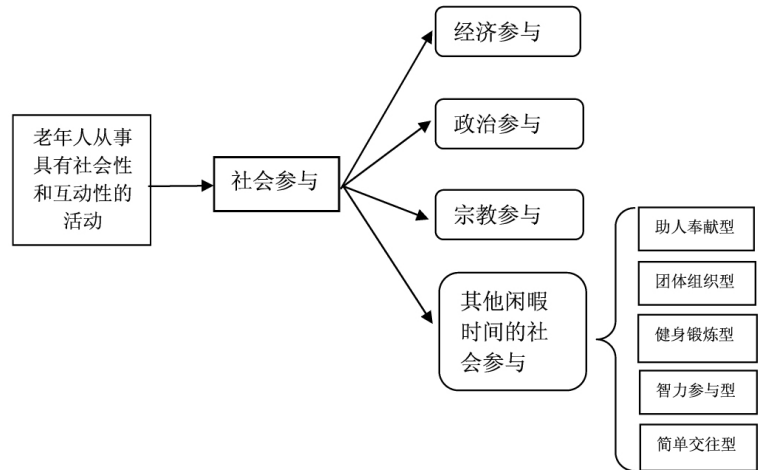 老年人从事
具有社会性
和互动性的
活动
社会参与
经济参与
政治参与
宗教参与
其他闲暇
时间的社
会参与
助人奉献型
团体组织型
健身锻炼型
智力参与型
简单交往型